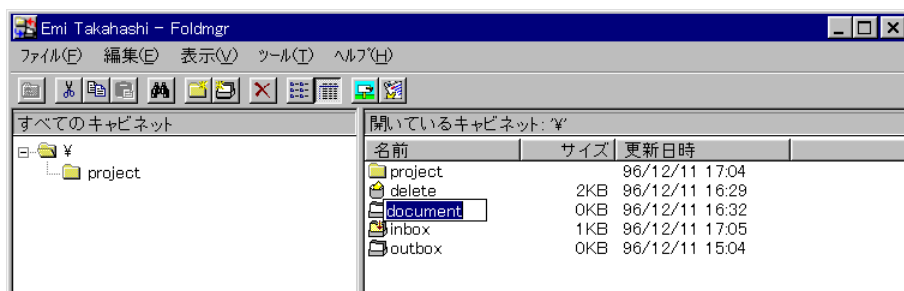 Emi Takahashi - Foldmgr
ファイル(F) 編集(E) 表示(V) ツール(T) ヘルプ(H)
すべてのキャビネット
開いているキャビネット:'¥'
¥
project
名前 サイズ 更新日時
project 96/12/11 17:04
delete 2KB 96/12/11 16:29
document 0KB 96/12/11 16:32
inbox 1KB 96/12/11 17:05
outbox 0KB 96/12/11 15:04